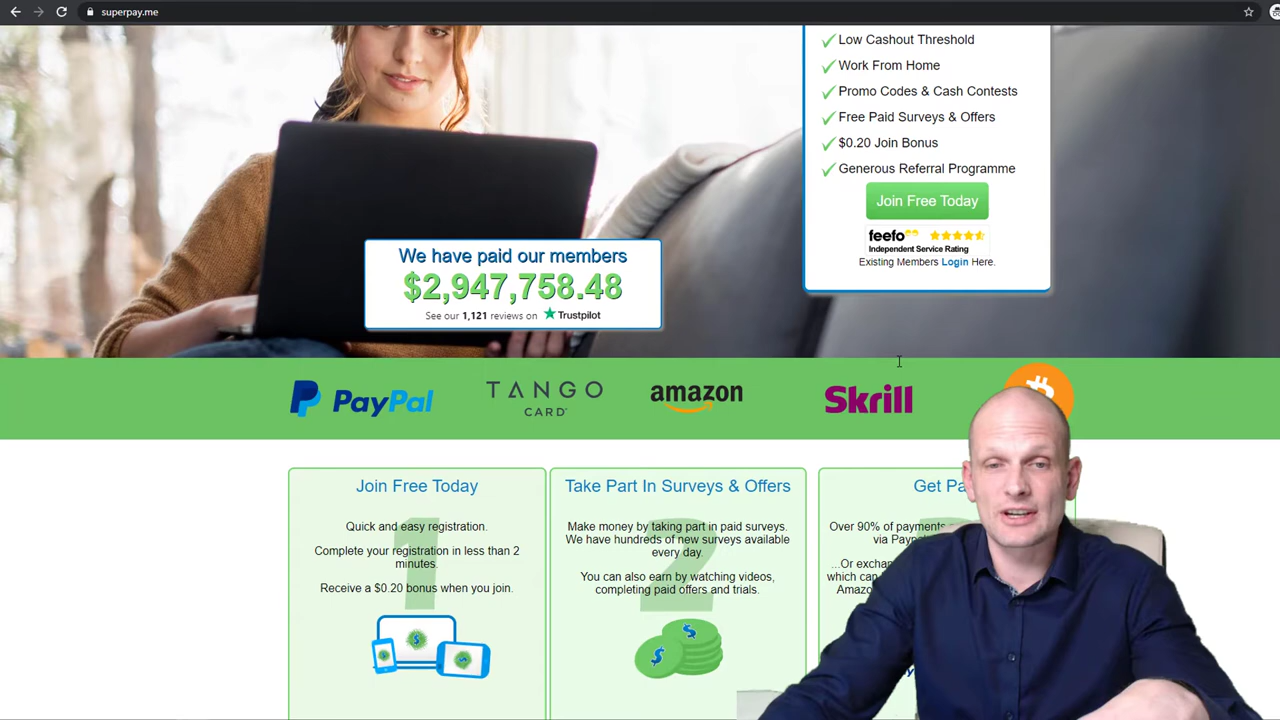 superpay.me
Low Cashout Threshold
Work From Home
Promo Codes & Cash Contests
Free Paid Surveys & Offers
$0.20 Join Bonus
Generous Referral Programme
Join Free Today
feefo
Independent Service Rating
Existing Members Login Here.
We have paid our members
$2,947,758.48
See our 1,121 reviews on Trustpilot
PayPal
TANGO
CARD
amazon
Skrill
Join Free Today
1
Quick and easy registration.
Complete your registration in less than 2
minutes.
Receive a $0.20 bonus when you join.
Take Part In Surveys & Offers
2
Make money by taking part in paid surveys.
We have hundreds of new surveys available
every day.
You can also earn by watching videos,
completing paid offers and trials.
Get
Over 90% of payments
via
...Or
which can